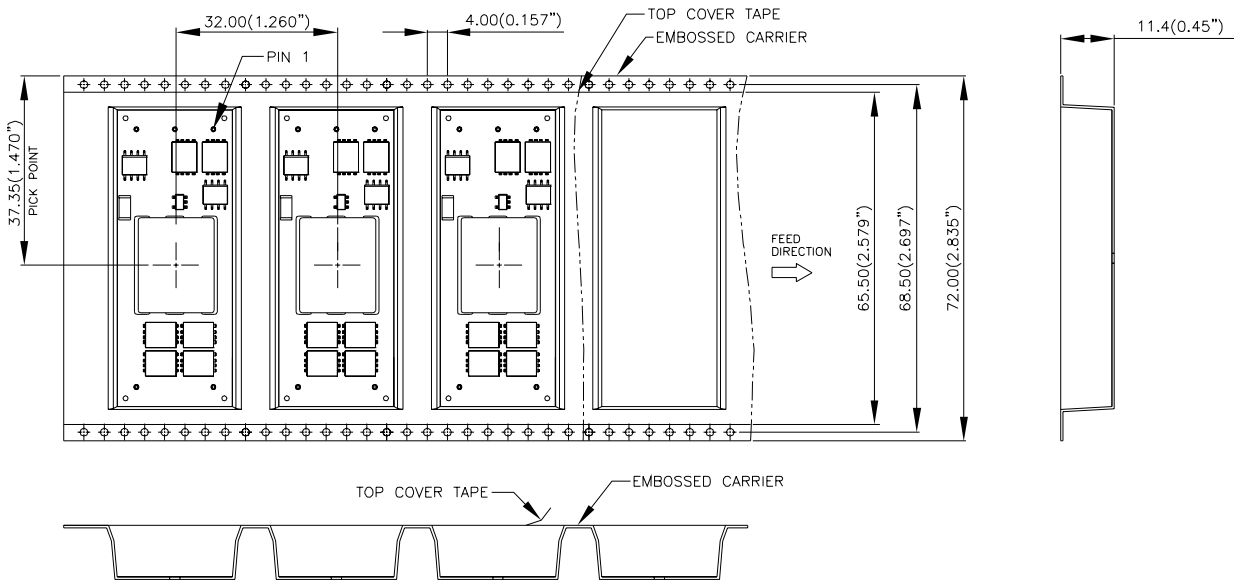 32.00(1.260")
4.00(0.157")
TOP COVER TAPE
EMBOSSED CARRIER
11.4(0.45")
PIN 1
37.35(1.470")
PICK POINT
FEED
DIRECTION
65.50(2.579")
68.50(2.697")
72.00(2.835")
TOP COVER TAPE
EMBOSSED CARRIER